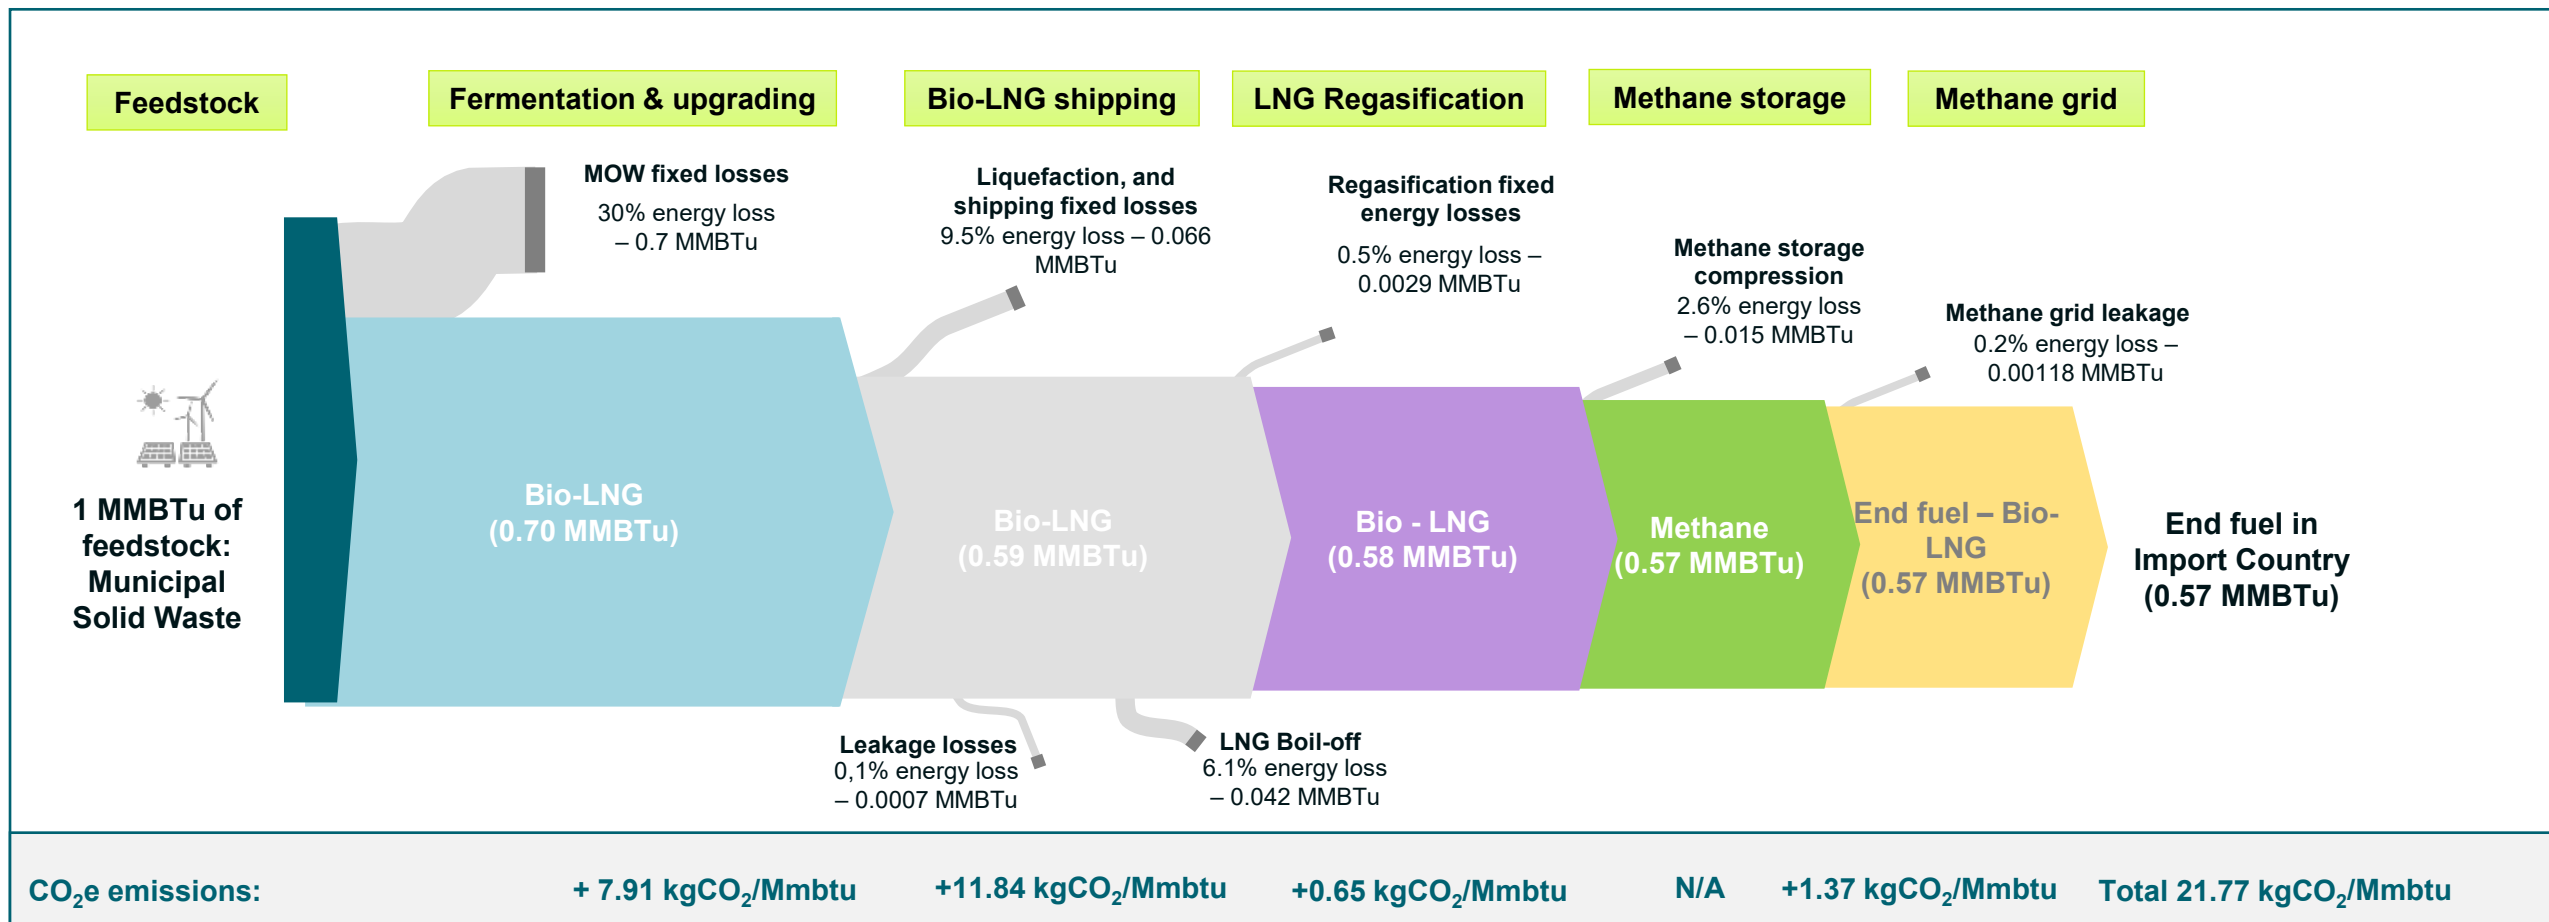 Feedstock
Fermentation & upgrading
Bio-LNG shipping
LNG Regasification
Methane storage
Methane grid
MOW fixed losses
30% energy loss
– 0.7 MMBTu
Liquefaction, and
shipping fixed losses
9.5% energy loss – 0.066
MMBTu
Regasification fixed
energy losses
0.5% energy loss –
0.0029 MMBTu
Methane storage
compression
2.6% energy loss
– 0.015 MMBTu
Methane grid leakage
0.2% energy loss –
0.00118 MMBTu
1 MMBTu of
feedstock:
Municipal
Solid Waste
Bio-LNG
(0.70 MMBTu)
Bio-LNG
(0.59 MMBTu)
Bio - LNG
(0.58 MMBTu)
Methane
(0.57 MMBTu)
End fuel – Bio-
LNG
(0.57 MMBTu)
End fuel in
Import Country
(0.57 MMBTu)
Leakage losses
0,1% energy loss
– 0.0007 MMBTu
LNG Boil-off
6.1% energy loss
– 0.042 MMBTu
CO₂e emissions:
+ 7.91 kgCO₂/Mmbtu
+11.84 kgCO₂/Mmbtu
+0.65 kgCO₂/Mmbtu
N/A
+1.37 kgCO₂/Mmbtu
Total 21.77 kgCO₂/Mmbtu